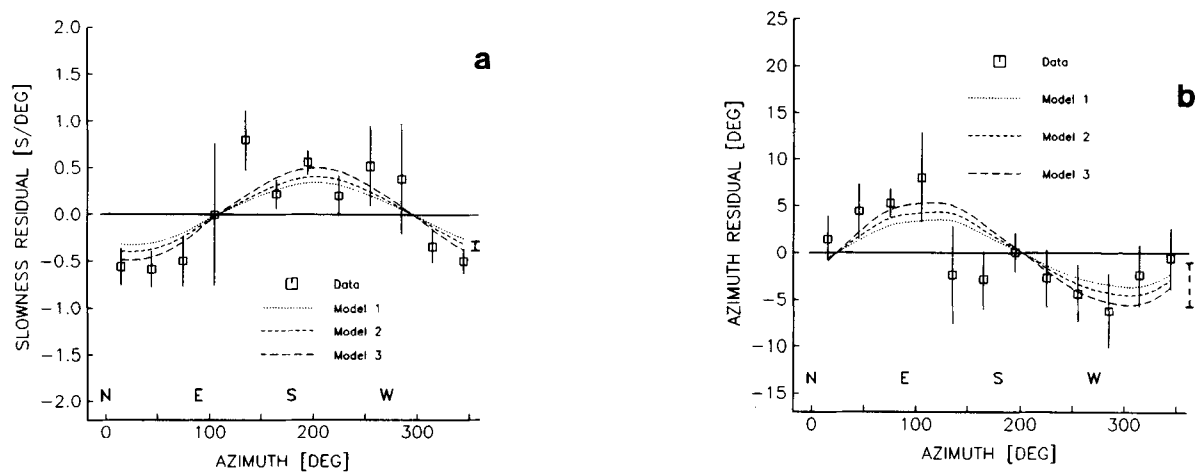 a
SLOWNESS RESIDUAL [S/DEG]
2.0
1.5
1.0
0.5
0.0
−0.5
−1.0
−1.5
−2.0
Data
Model 1
Model 2
Model 3
N E S W
0 100 200 300
AZIMUTH [DEG]
b
AZIMUTH RESIDUAL [DEG]
25
20
15
10
5
0
−5
−10
−15
Data
Model 1
Model 2
Model 3
N E S W
0 100 200 300
AZIMUTH [DEG]